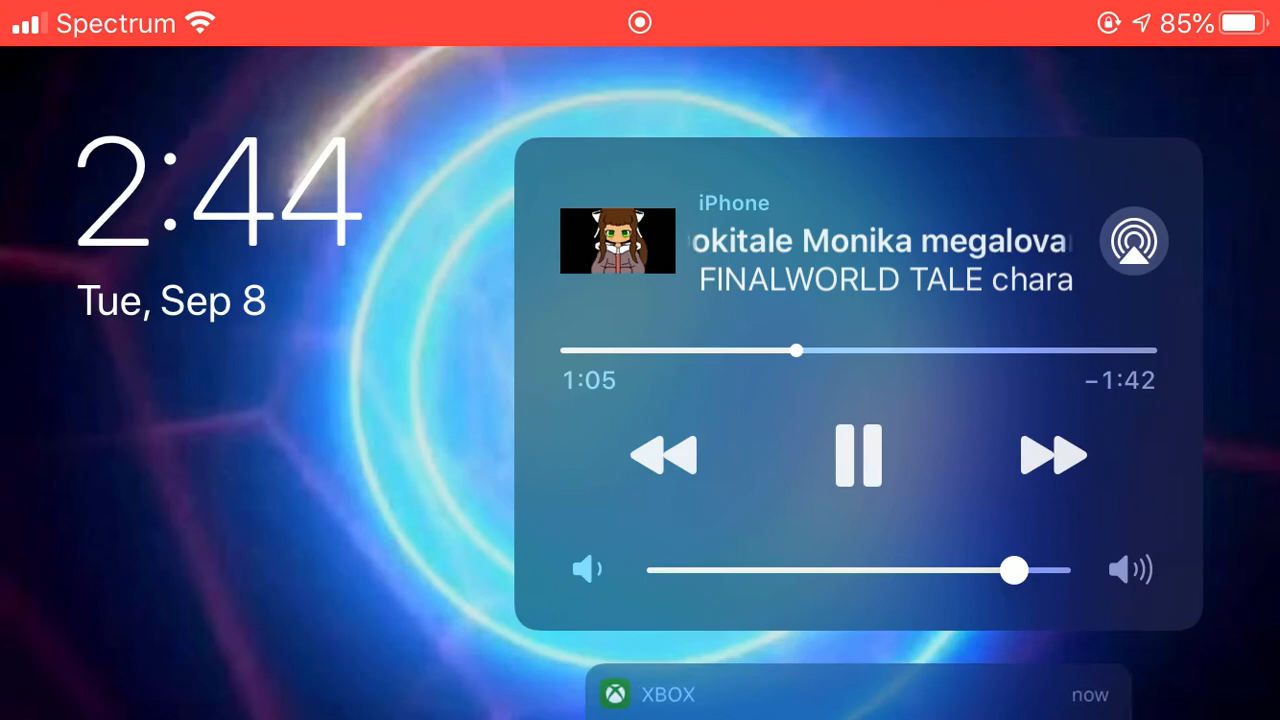 Spectrum
85%
2:44
Tue, Sep 8
iPhone
okitale Monika megalova
FINALWORLD TALE chara
1:05
−1:42
XBOX
now